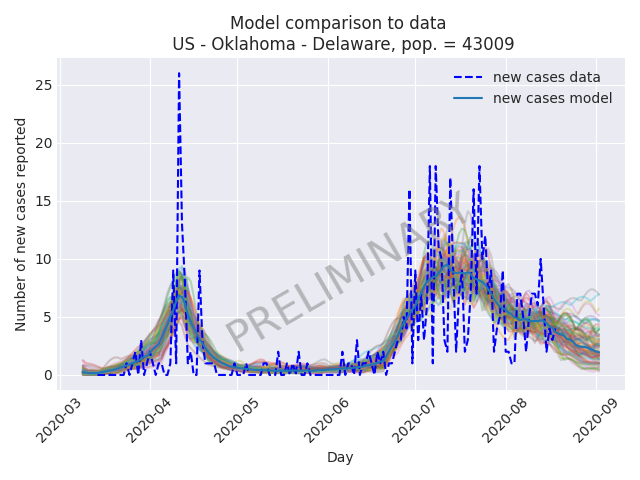 Model comparison to data
US - Oklahoma - Delaware, pop. = 43009
new cases data
new cases model
Number of new cases reported
25
20
15
10
5
0
PRELIMINARY
2020-03
2020-04
2020-05
2020-06
2020-07
2020-08
2020-09
Day